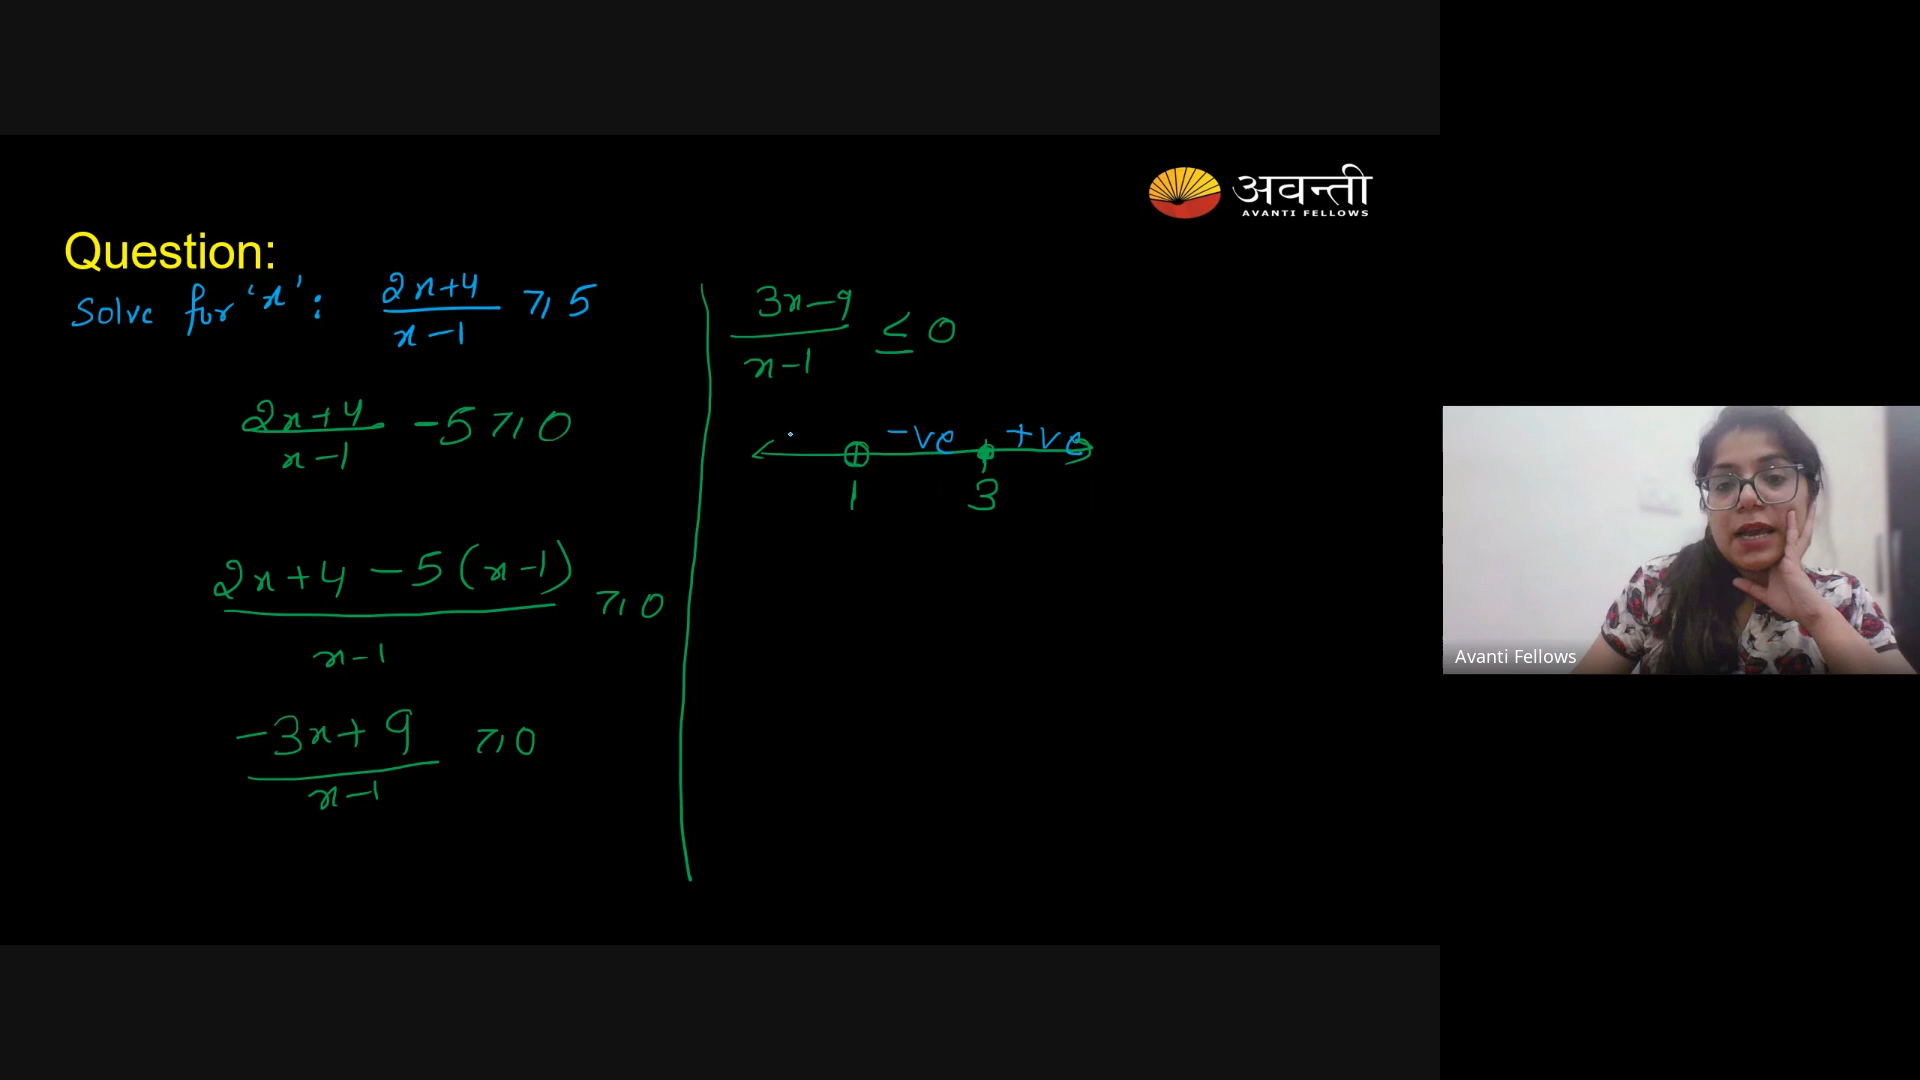 अवन्ती
AVANTI FELLOWS
Question:
Solve for 'x': (2x+4)/(x-1) ≥ 5
(2x+4)/(x-1) - 5 ≥ 0
(2x+4-5(x-1))/(x-1) ≥ 0
(-3x+9)/(x-1) ≥ 0
(3x-9)/(x-1) ≤ 0
-ve +ve
1 3
Avanti Fellows